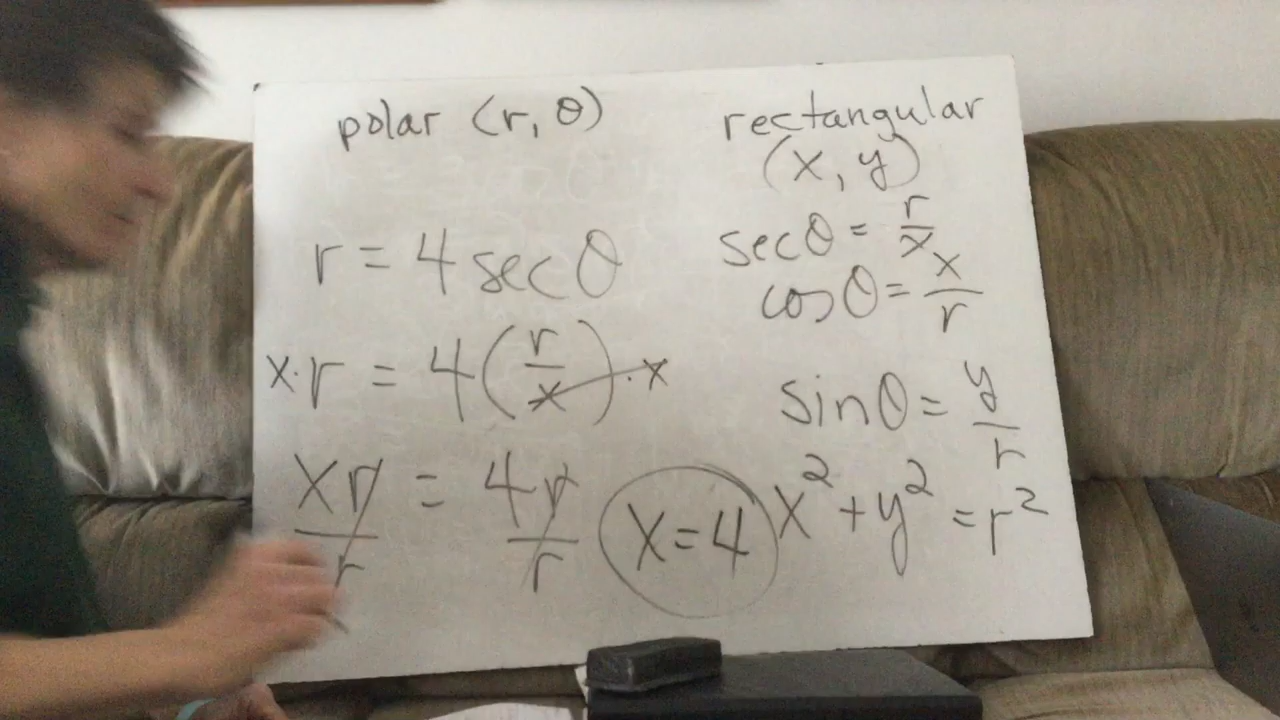 polar (r, θ)
r = 4 sec θ
x · r = 4 (r/x) · x
xr/r = 4r/r
x = 4
rectangular
(x, y)
sec θ = r/x
cos θ = x/r
sin θ = y/r
x² + y² = r²